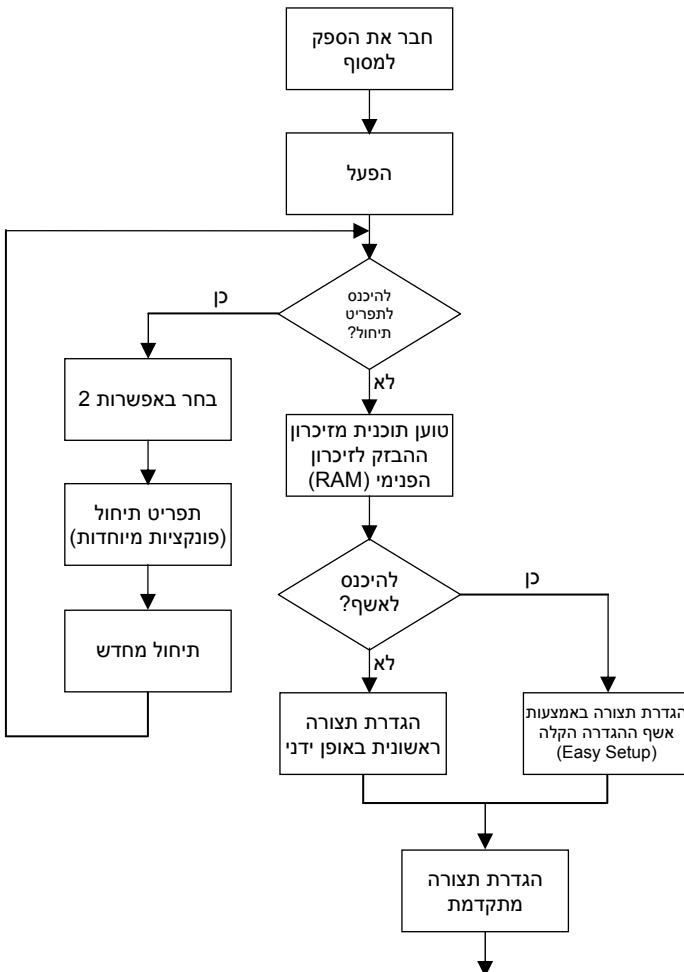 חבר את הספק
למסוף
הפעל
להיכנס
לתפריט
תיחול?
כן
לא
בחר באפשרות 2
תפריט תיחול
(פונקציות מיוחדות)
תיחול מחדש
טוען תוכנית מזיכרון
ההבזק לזיכרון
הפנימי (RAM)
להיכנס
לאשף?
כן
לא
הגדרת תצורה
ראשונית באופן ידני
הגדרת תצורה באמצעות
אשף ההגדרה הקלה
(Easy Setup)
הגדרת תצורה
מתקדמת